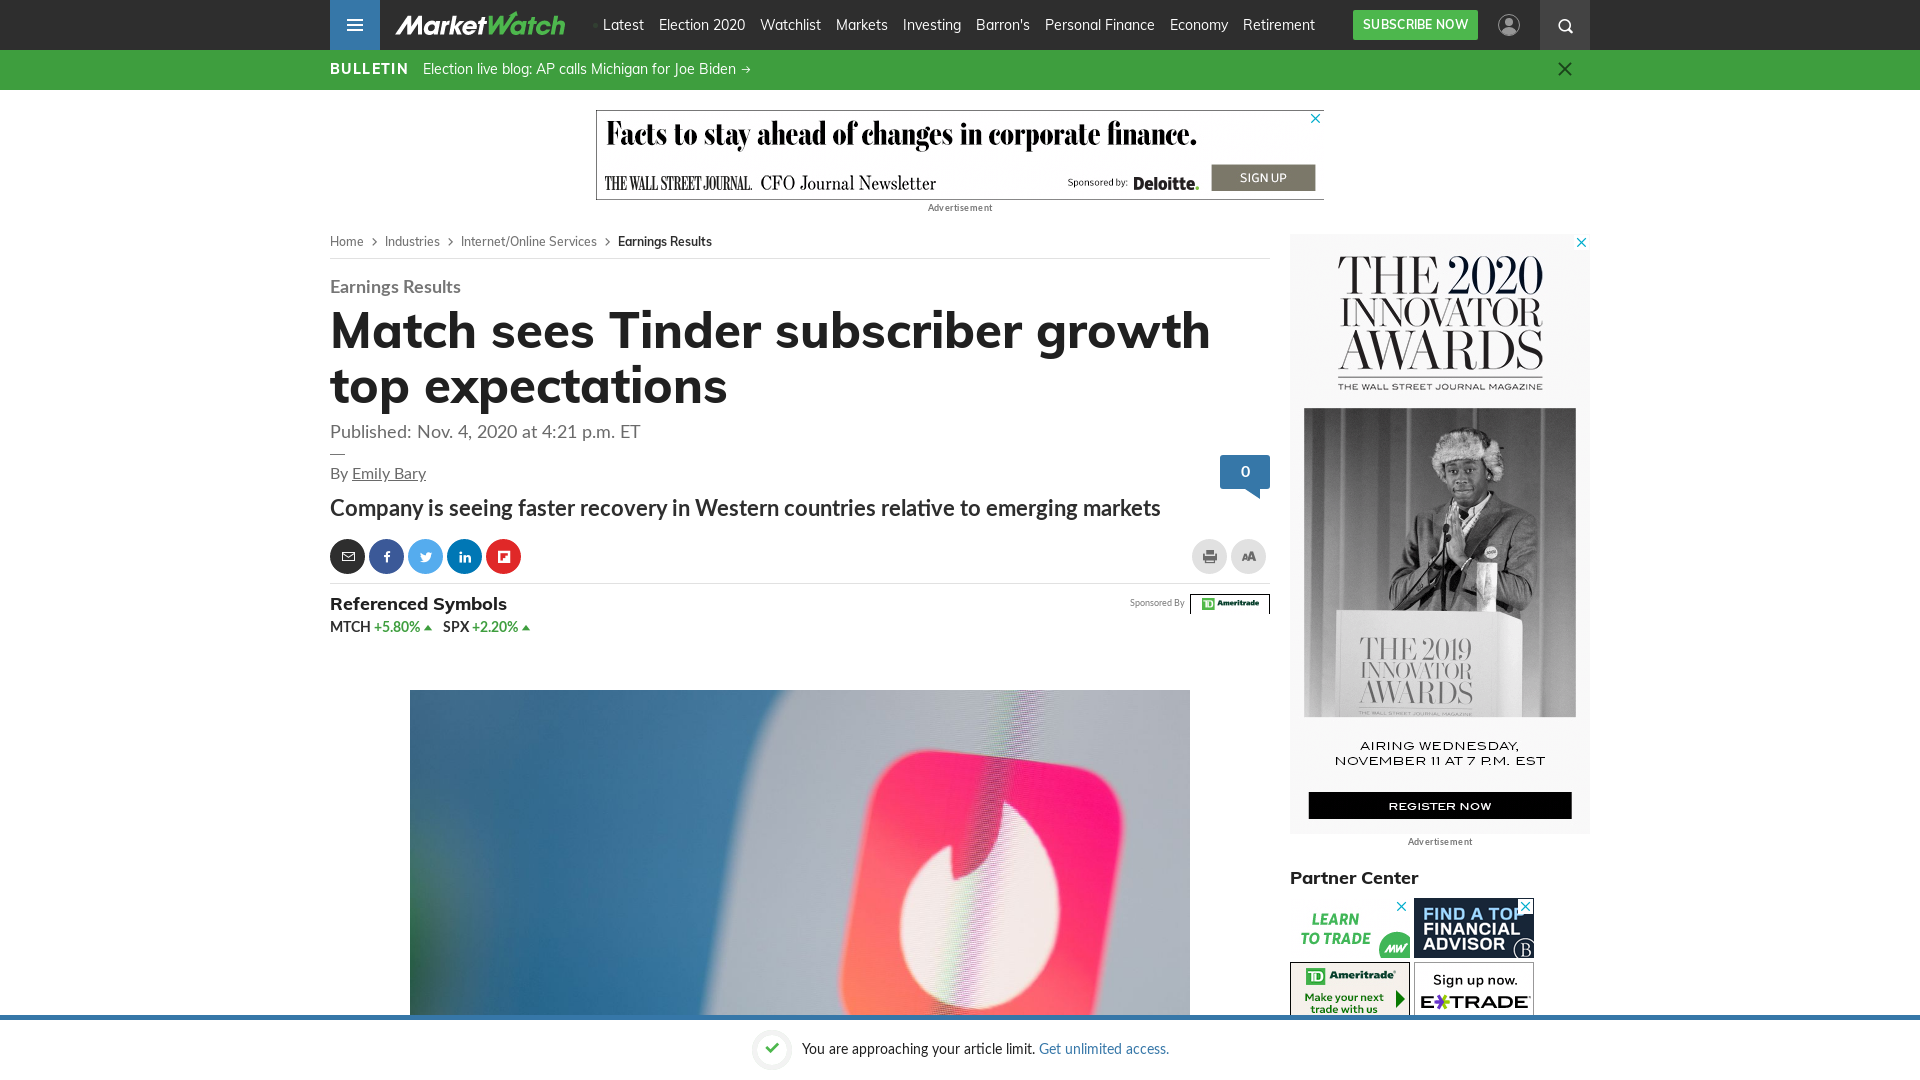 MarketWatch
Latest Election 2020 Watchlist Markets Investing Barron's Personal Finance Economy Retirement
SUBSCRIBE NOW
BULLETIN Election live blog: AP calls Michigan for Joe Biden →
Facts to stay ahead of changes in corporate finance.
THE WALL STREET JOURNAL. CFO Journal Newsletter
Sponsored by: Deloitte.
SIGN UP
Advertisement
Home > Industries > Internet/Online Services > Earnings Results
Earnings Results
Match sees Tinder subscriber growth
top expectations
Published: Nov. 4, 2020 at 4:21 p.m. ET
By Emily Bary
0
Company is seeing faster recovery in Western countries relative to emerging markets
AA
Referenced Symbols
Sponsored By TD Ameritrade
MTCH +5.80% SPX +2.20%
THE 2020
INNOVATOR
AWARDS
THE WALL STREET JOURNAL MAGAZINE
THE 2019
INNOVATOR
AWARDS
THE WALL STREET JOURNAL MAGAZINE
AIRING WEDNESDAY,
NOVEMBER 11 AT 7 P.M. EST
REGISTER NOW
Advertisement
Partner Center
LEARN
TO TRADE
MW
FIND A TOP
FINANCIAL
ADVISOR
B
TD Ameritrade
Make your next
trade with us
Sign up now.
E*TRADE
You are approaching your article limit. Get unlimited access.